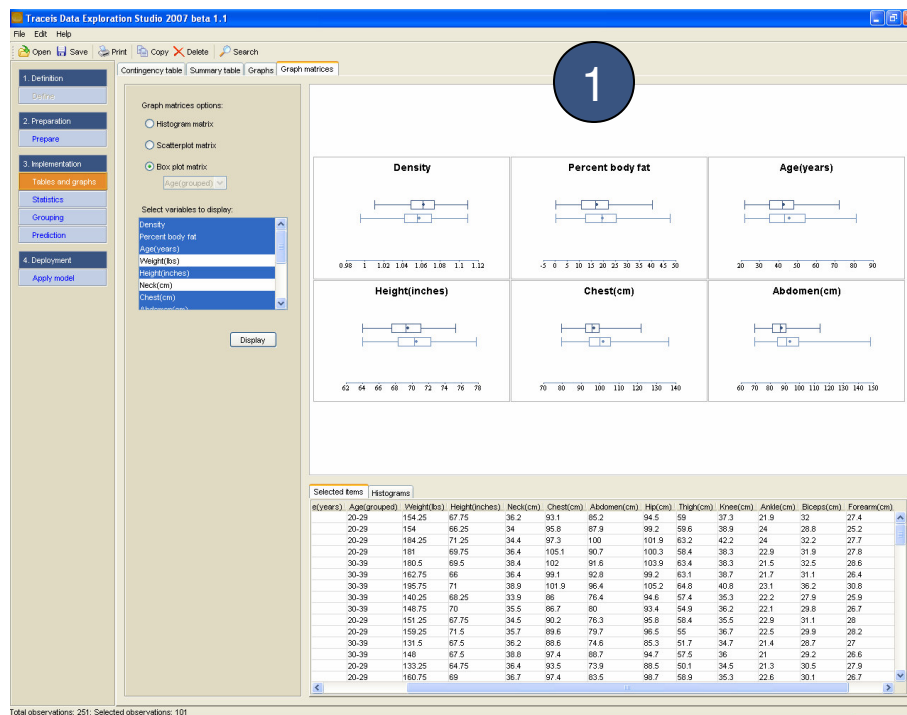 Traceis Data Exploration Studio 2007 beta 1.1
File Edit Help
Open Save Print Copy Delete Search
1. Definition
Define
2. Preparation
Prepare
3. Implementation
Tables and graphs
Statistics
Grouping
Prediction
4. Deployment
Apply model
Contingency table Summary table Graphs Graph matrices
Graph matrices options:
Histogram matrix
Scatterplot matrix
Box plot matrix
Age(grouped)
Select variables to display:
Density
Percent body fat
Age(years)
Weight(lbs)
Height(inches)
Neck(cm)
Chest(cm)
Abdomen(cm)
Display
1
Density Percent body fat Age(years)
0.98 1 1.02 1.04 1.06 1.08 1.1 1.12 -5 0 5 10 15 20 25 30 35 40 45 50 20 30 40 50 60 70 80 90
Height(inches) Chest(cm) Abdomen(cm)
62 64 66 68 70 72 74 76 78 70 80 90 100 110 120 130 140 60 70 80 90 100 110 120 130 140 150
Selected items Histograms
e(years) Age(grouped) Weight(lbs) Height(inches) Neck(cm) Chest(cm) Abdomen(cm) Hip(cm) Thigh(cm) Knee(cm) Ankle(cm) Biceps(cm) Forearm(cm)
20-29 154.25 67.75 36.2 93.1 85.2 94.5 59 37.3 21.9 32 27.4
20-29 154 66.25 34 95.8 87.9 99.2 59.6 38.9 24 28.8 25.2
20-29 184.25 71.25 34.4 97.3 100 101.9 63.2 42.2 24 32.2 27.7
20-29 181 69.75 36.4 105.1 90.7 100.3 58.4 38.3 22.9 31.9 27.8
30-39 180.5 69.5 38.4 102 91.6 103.9 63.4 38.3 21.5 32.5 28.6
30-39 162.75 66 36.4 99.1 92.8 99.2 63.1 38.7 21.7 31.1 26.4
30-39 195.75 71 38.9 101.9 96.4 105.2 64.8 40.8 23.1 36.2 30.8
30-39 140.25 68.25 33.9 86 76.4 94.6 57.4 35.3 22.2 27.9 25.9
30-39 148.75 70 35.5 86.7 80 93.4 54.9 36.2 22.1 29.8 26.7
20-29 151.25 67.75 34.5 90.2 76.3 95.8 58.4 35.5 22.9 31.1 28
20-29 159.25 71.5 35.7 89.6 79.7 96.5 55 36.7 22.5 29.9 28.2
30-39 131.5 67.5 36.2 88.6 74.6 85.3 51.7 34.7 21.4 28.7 27
30-39 148 67.5 38.8 97.4 88.7 94.7 57.5 36 21 29.2 26.6
20-29 133.25 64.75 36.4 93.5 73.9 88.5 50.1 34.5 21.3 30.5 27.9
20-29 160.75 69 36.7 97.4 83.5 98.7 58.9 35.3 22.6 30.1 26.7
Total observations: 251; Selected observations: 101